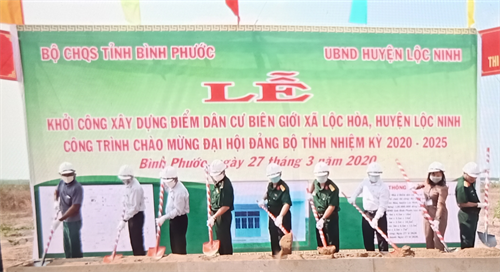 BỘ CHQS TỈNH BÌNH PHƯỚC
UBND HUYỆN LỘC NINH
LỄ
KHỞI CÔNG XÂY DỰNG ĐIỂM DÂN CƯ BIÊN GIỚI XÃ LỘC HÒA, HUYỆN LỘC NINH
CÔNG TRÌNH CHÀO MỪNG ĐẠI HỘI ĐẢNG BỘ TỈNH NHIỆM KỲ 2020 - 2025
Bình Phước, ngày 27 tháng 3 năm 2020
THÔNG
THI